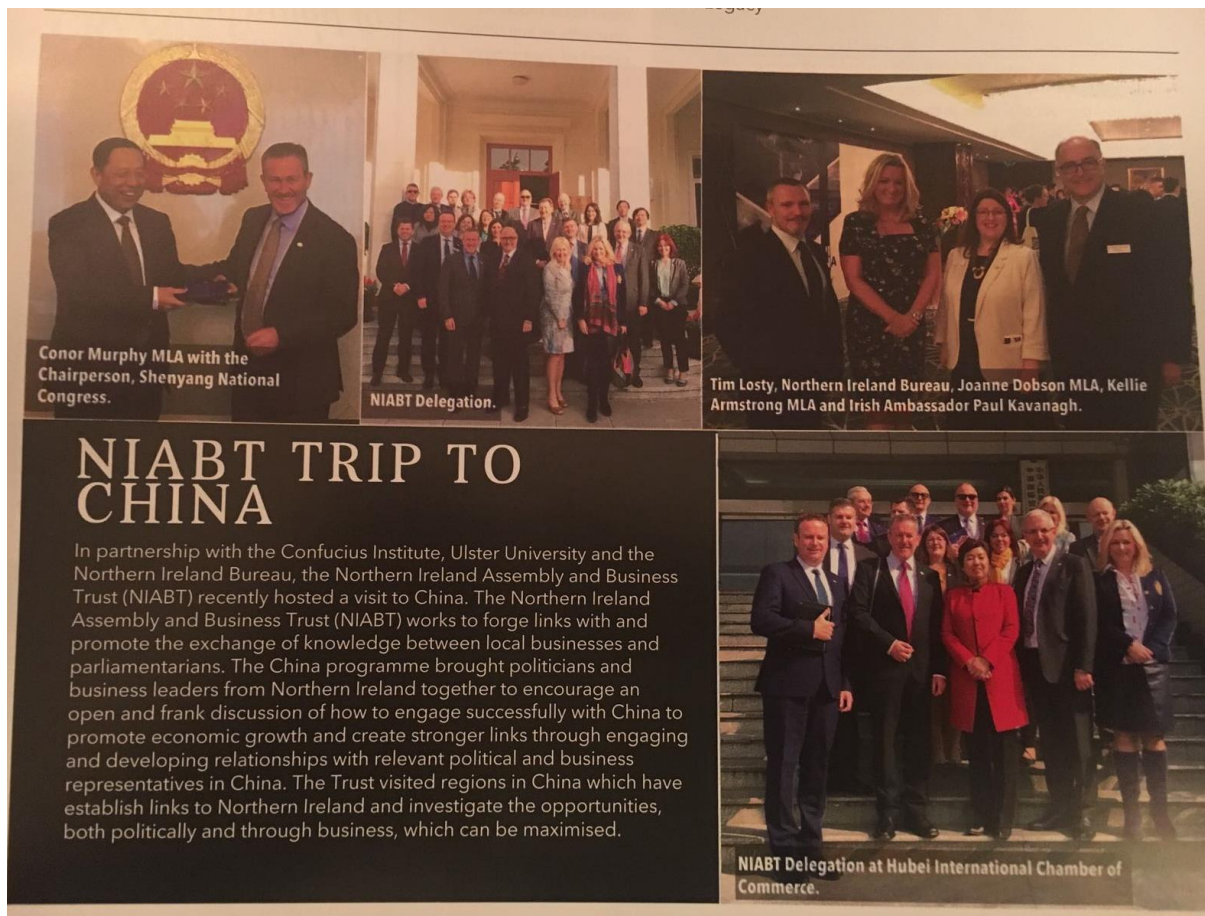 Conor Murphy MLA with the
Chairperson, Shenyang National
Congress.
NIABT Delegation.
Tim Losty, Northern Ireland Bureau, Joanne Dobson MLA, Kellie
Armstrong MLA and Irish Ambassador Paul Kavanagh.
NIABT TRIP TO
CHINA
In partnership with the Confucius Institute, Ulster University and the
Northern Ireland Bureau, the Northern Ireland Assembly and Business
Trust (NIABT) recently hosted a visit to China. The Northern Ireland
Assembly and Business Trust (NIABT) works to forge links with and
promote the exchange of knowledge between local businesses and
parliamentarians. The China programme brought politicians and
business leaders from Northern Ireland together to encourage an
open and frank discussion of how to engage successfully with China to
promote economic growth and create stronger links through engaging
and developing relationships with relevant political and business
representatives in China. The Trust visited regions in China which have
establish links to Northern Ireland and investigate the opportunities,
both politically and through business, which can be maximised.
NIABT Delegation at Hubei International Chamber of
Commerce.